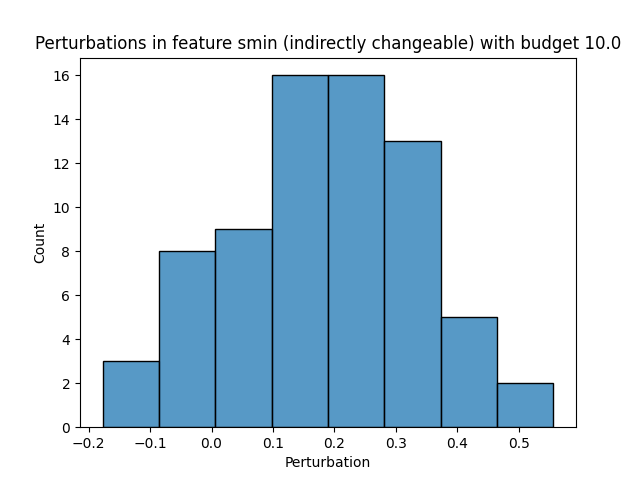 Perturbations in feature smin (indirectly changeable) with budget 10.0
16
14
12
10
8
6
4
2
0
Count
−0.2 −0.1 0.0 0.1 0.2 0.3 0.4 0.5
Perturbation